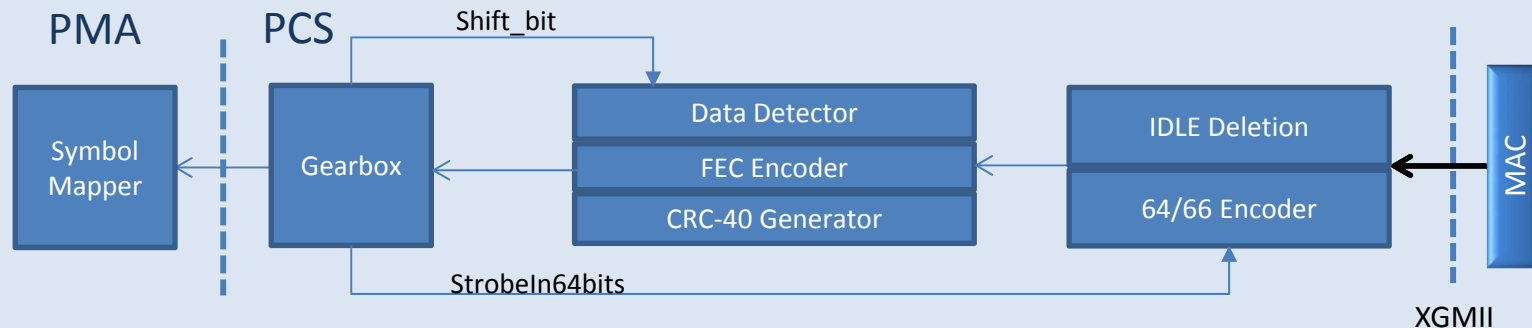 PMA
PCS
Shift_bit
Symbol
Mapper
Gearbox
Data Detector
FEC Encoder
CRC-40 Generator
IDLE Deletion
64/66 Encoder
MAC
StrobeIn64bits
XGMII